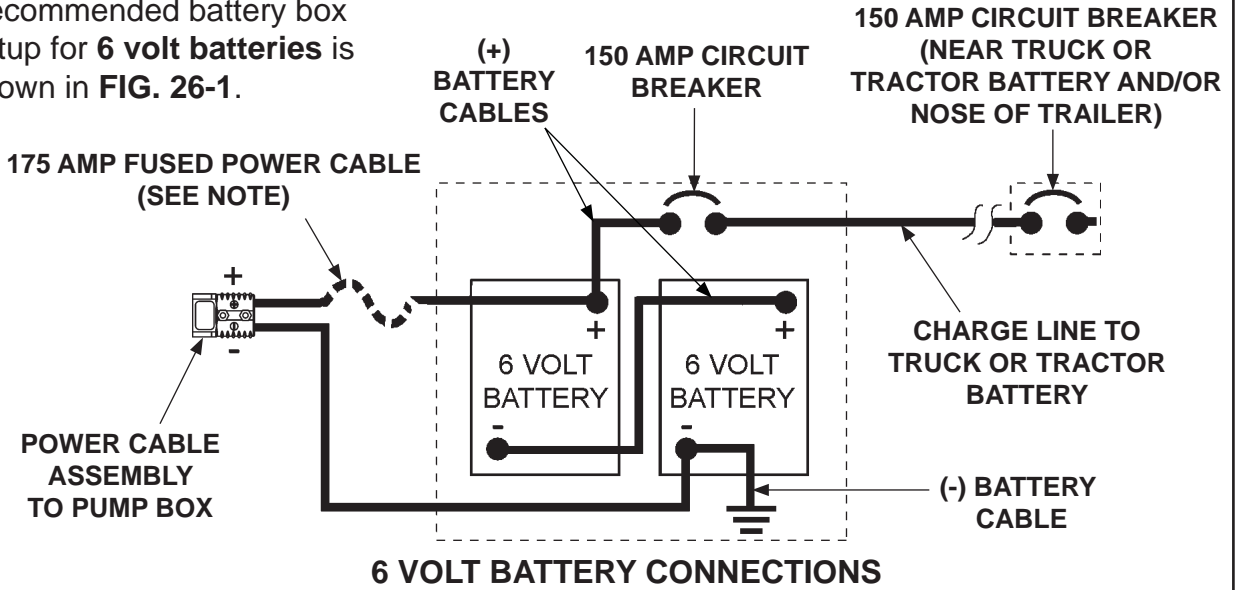 ecommended battery box
tup for 6 volt batteries is
own in FIG. 26-1.
(+)
BATTERY
CABLES
150 AMP CIRCUIT
BREAKER
150 AMP CIRCUIT BREAKER
(NEAR TRUCK OR
TRACTOR BATTERY AND/OR
NOSE OF TRAILER)
175 AMP FUSED POWER CABLE
(SEE NOTE)
+
-
+
6 VOLT
BATTERY
-
+
6 VOLT
BATTERY
-
CHARGE LINE TO
TRUCK OR TRACTOR
BATTERY
POWER CABLE
ASSEMBLY
TO PUMP BOX
(-) BATTERY
CABLE
6 VOLT BATTERY CONNECTIONS